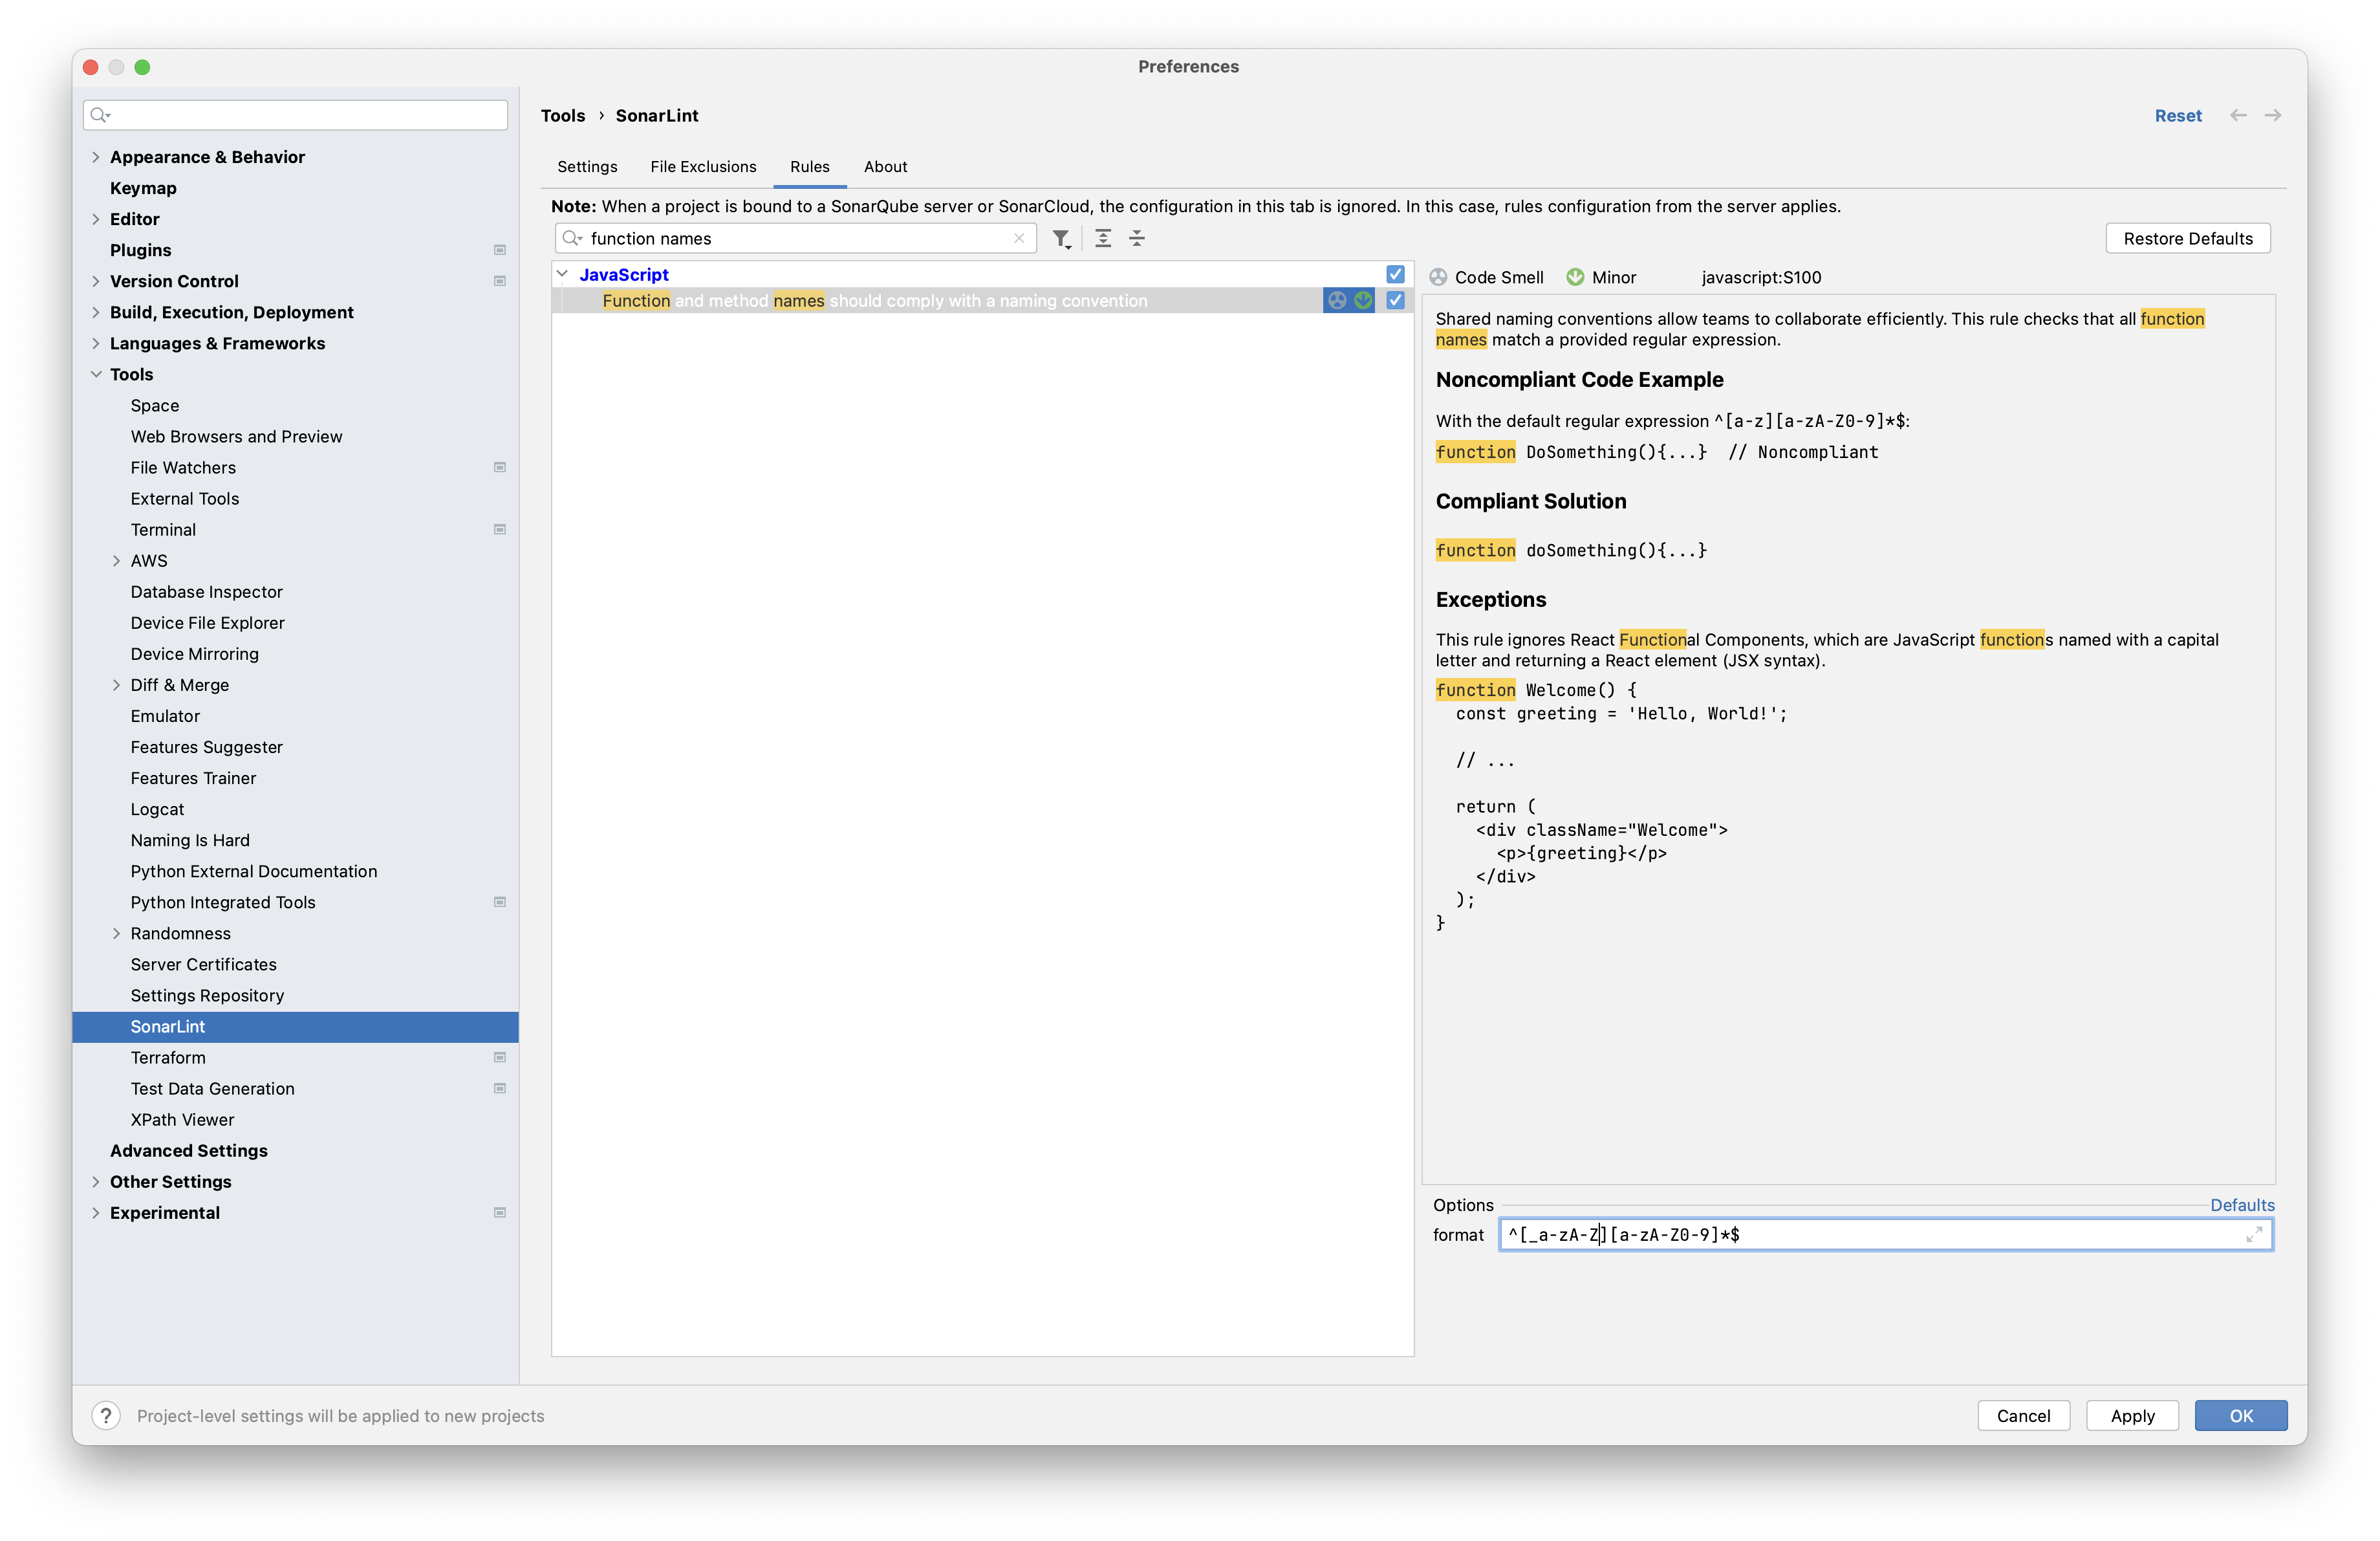 Preferences
Appearance & Behavior
Keymap
Editor
Plugins
Version Control
Build, Execution, Deployment
Languages & Frameworks
Tools
Space
Web Browsers and Preview
File Watchers
External Tools
Terminal
AWS
Database Inspector
Device File Explorer
Device Mirroring
Diff & Merge
Emulator
Features Suggester
Features Trainer
Logcat
Naming Is Hard
Python External Documentation
Python Integrated Tools
Randomness
Server Certificates
Settings Repository
SonarLint
Terraform
Test Data Generation
XPath Viewer
Advanced Settings
Other Settings
Experimental
Tools › SonarLint
Reset
Settings File Exclusions Rules About
Note: When a project is bound to a SonarQube server or SonarCloud, the configuration in this tab is ignored. In this case, rules configuration from the server applies.
function names
Restore Defaults
JavaScript
Function and method names should comply with a naming convention
Code Smell Minor javascript:S100
Shared naming conventions allow teams to collaborate efficiently. This rule checks that all function
names match a provided regular expression.
Noncompliant Code Example
With the default regular expression ^[a-z][a-zA-Z0-9]*$:
function DoSomething(){...}  // Noncompliant
Compliant Solution
function doSomething(){...}
Exceptions
This rule ignores React Functional Components, which are JavaScript functions named with a capital
letter and returning a React element (JSX syntax).
function Welcome() {
  const greeting = 'Hello, World!';
  // ...
  return (
    <div className="Welcome">
      <p>{greeting}</p>
    </div>
  );
}
Options
Defaults
format ^[_a-zA-Z][a-zA-Z0-9]*$
? Project-level settings will be applied to new projects
Cancel Apply OK